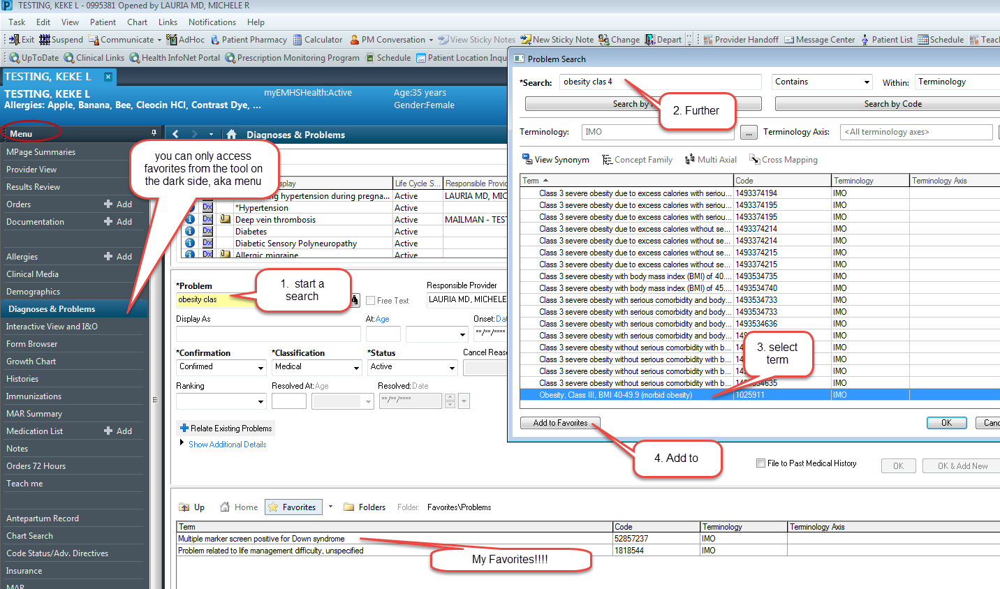 TESTING, KEKE L - 0995381 Opened by LAURIA MD, MICHELE R
Task Edit View Patient Chart Links Notifications Help
Exit Suspend Communicate AdHoc Patient Pharmacy Calculator PM Conversation View Sticky Notes New Sticky Note Change Depart Provider Handoff Message Center Patient List Schedule Teac
UpToDate Clinical Links Health InfoNet Portal Prescription Monitoring Program Schedule Patient Location Inqu
TESTING, KEKE L
TESTING, KEKE L myEMHSHealth:Active Age:35 years
Allergies: Apple, Banana, Bee, Cleocin HCl, Contrast Dye, ... Gender:Female
Menu
MPage Summaries
Provider View
Results Review
Orders Add
Documentation Add
Allergies Add
Clinical Media
Demographics
Diagnoses & Problems
Interactive View and I&O
Form Browser
Growth Chart
Histories
Immunizations
MAR Summary
Medication List Add
Notes
Orders 72 Hours
Teach me
Antepartum Record
Chart Search
Code Status/Adv. Directives
Insurance
MAR
Diagnoses & Problems
you can only access
favorites from the tool on
the dark side, aka menu
splay Life Cycle S... Responsible Provid
ing hypertension during pregna... Active LAURIA MD, MIC
Dx *Hypertension Active
Dx Deep vein thrombosis Active MAILMAN - TEST
Dx Diabetes Active
Dx Diabetic Sensory Polyneuropathy Active
Dx Allergic migraine Active
*Problem Responsible Provider
obesity clas Free Text LAURIA MD, MICHELE
1. start a
search
Display As At: Age Onset: Da
**/**/****
*Confirmation *Classification *Status Cancel Reas
Confirmed Medical Active
Ranking Resolved At: Age Resolved: Date
**/**/****
Relate Existing Problems
Show Additional Details
Problem Search
*Search: obesity clas 4 Contains Within: Terminology
Search by Search by Code
2. Further
Terminology: IMO ... Terminology Axis: <All terminology axes>
View Synonym Concept Family Multi Axial Cross Mapping
Term Code Terminology Terminology Axis
Class 3 severe obesity due to excess calories with seriou... 1493374194 IMO
Class 3 severe obesity due to excess calories with seriou... 1493374195 IMO
Class 3 severe obesity due to excess calories with seriou... 1493374195 IMO
Class 3 severe obesity due to excess calories without se... 1493374214 IMO
Class 3 severe obesity due to excess calories without se... 1493374214 IMO
Class 3 severe obesity due to excess calories without se... 1493374215 IMO
Class 3 severe obesity due to excess calories without se... 1493374215 IMO
Class 3 severe obesity with body mass index (BMI) of 40... 1493534735 IMO
Class 3 severe obesity with body mass index (BMI) of 45... 1493534740 IMO
Class 3 severe obesity with serious comorbidity and body... 1493534733 IMO
Class 3 severe obesity with serious comorbidity and body... 1493534733 IMO
Class 3 severe obesity with serious comorbidity and body... 1493534636 IMO
Class 3 severe obesity with serious comorbidity and body... IMO
Class 3 severe obesity without serious comorbidity with b... IMO
Class 3 severe obesity without serious comorbidity with b... IMO
Class 3 severe obesity without serious comorbidity with b... IMO
Class 3 severe obesity without serious comorbidity with b... 1493534635 IMO
Obesity, Class III, BMI 40-49.9 (morbid obesity) 1025911 IMO
3. select
term
Add to Favorites OK Canc
4. Add to
File to Past Medical History OK OK & Add New
Up Home Favorites Folders Folder: Favorites\Problems
Term Code Terminology Terminology Axis
Multiple marker screen positive for Down syndrome 52857237 IMO
Problem related to life management difficulty, unspecified 1818544 IMO
My Favorites!!!!